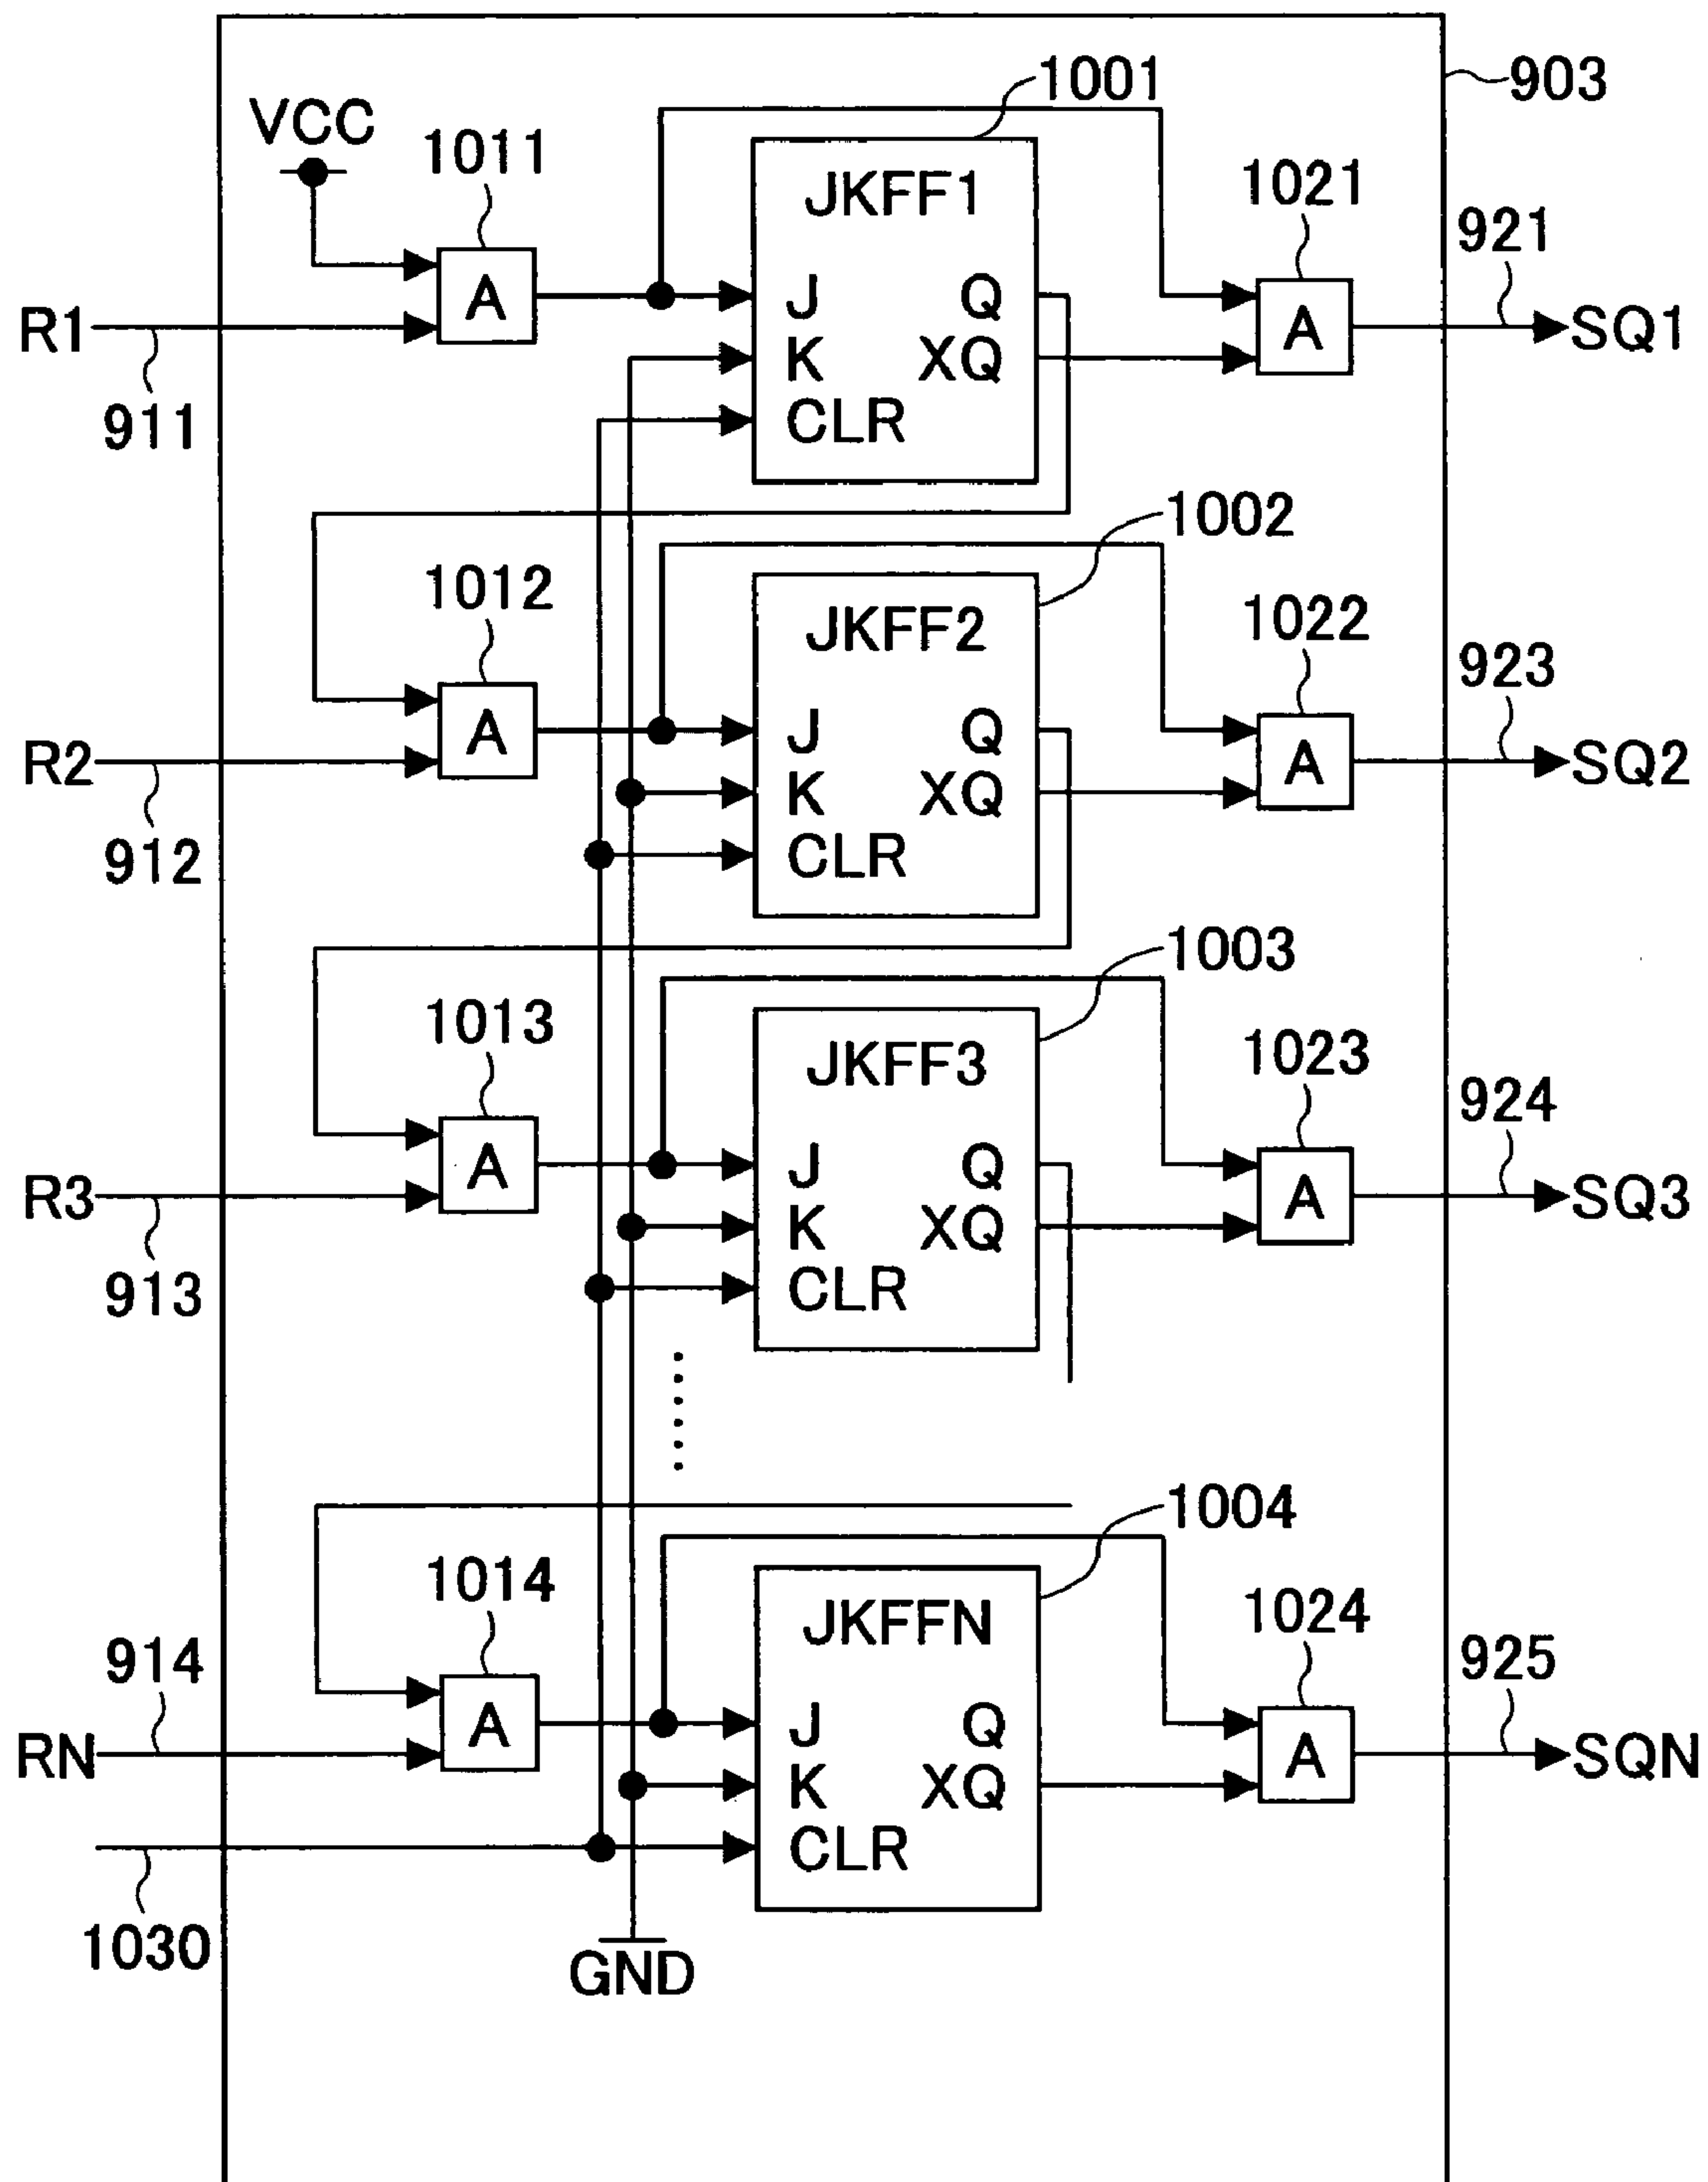 1001
903
VCC
1011
JKFF1
1021
921
A
J
Q
R1
A
SQ1
K
XQ
911
CLR
1002
1012
JKFF2
1022
923
A
J
Q
R2
A
SQ2
K
XQ
912
CLR
1003
1013
JKFF3
1023
924
A
J
Q
R3
A
SQ3
K
XQ
913
CLR
1004
1014
JKFFN
1024
914
925
A
J
Q
RN
A
SQN
K
XQ
CLR
1030
GND